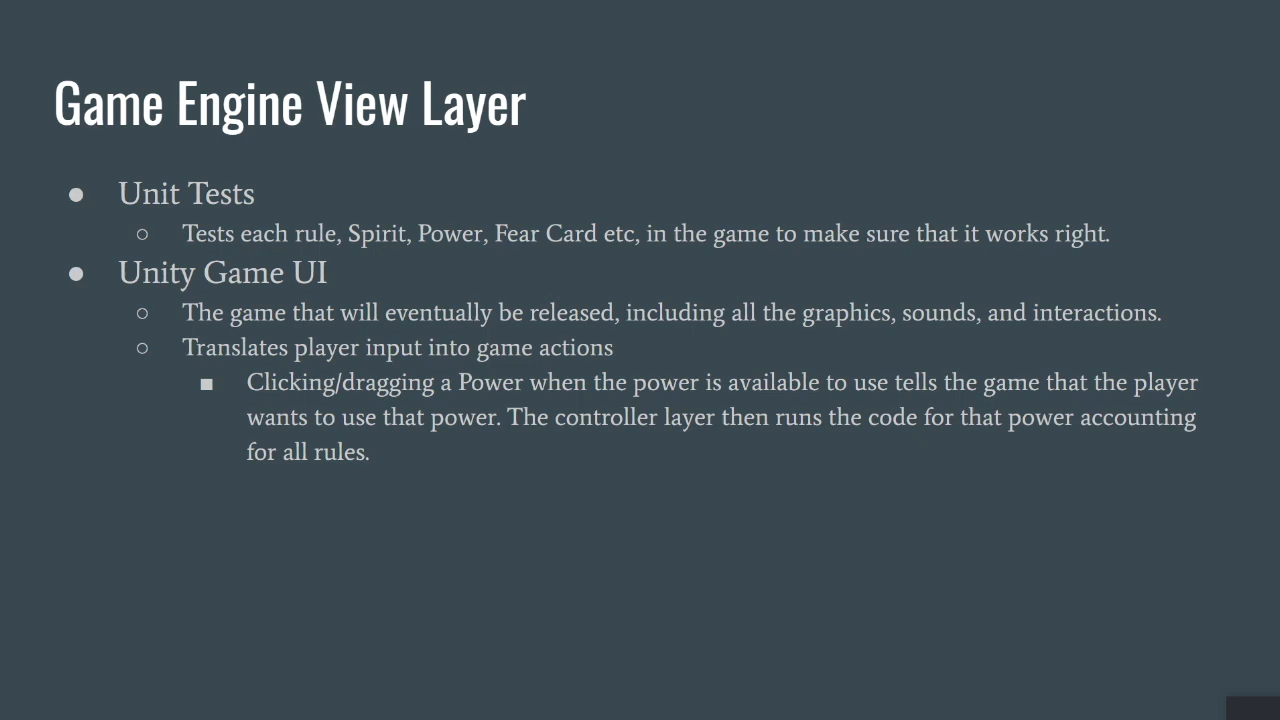 Game Engine View Layer
● Unit Tests
○ Tests each rule, Spirit, Power, Fear Card etc, in the game to make sure that it works right.
● Unity Game UI
○ The game that will eventually be released, including all the graphics, sounds, and interactions.
○ Translates player input into game actions
■ Clicking/dragging a Power when the power is available to use tells the game that the player
wants to use that power. The controller layer then runs the code for that power accounting
for all rules.